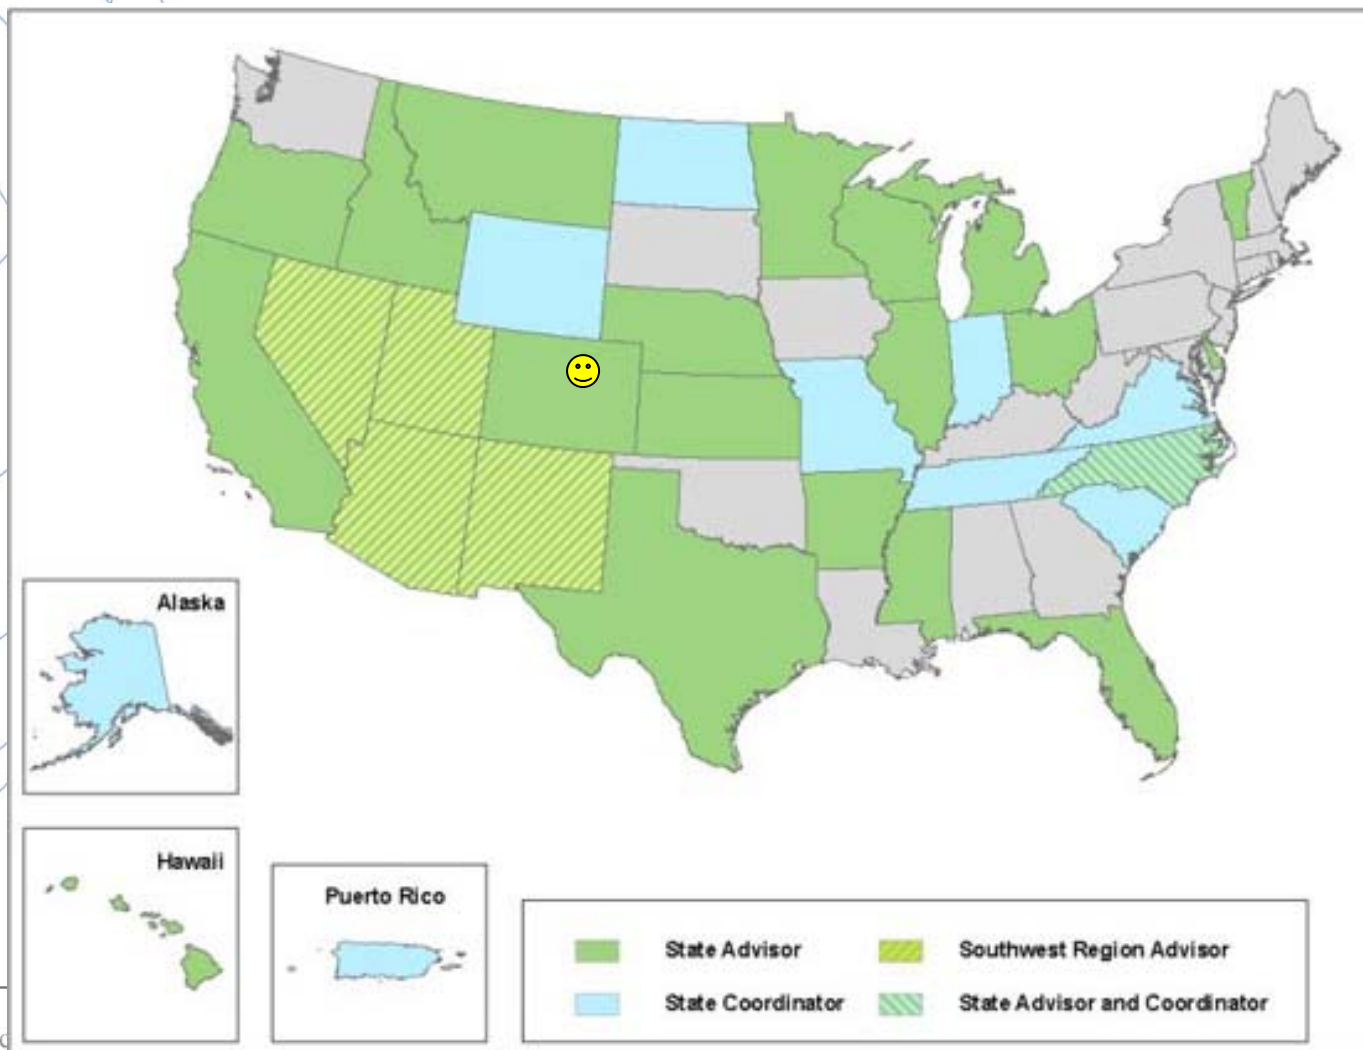 Alaska
Hawaii
Puerto Rico
State Advisor
Southwest Region Advisor
State Coordinator
State Advisor and Coordinator